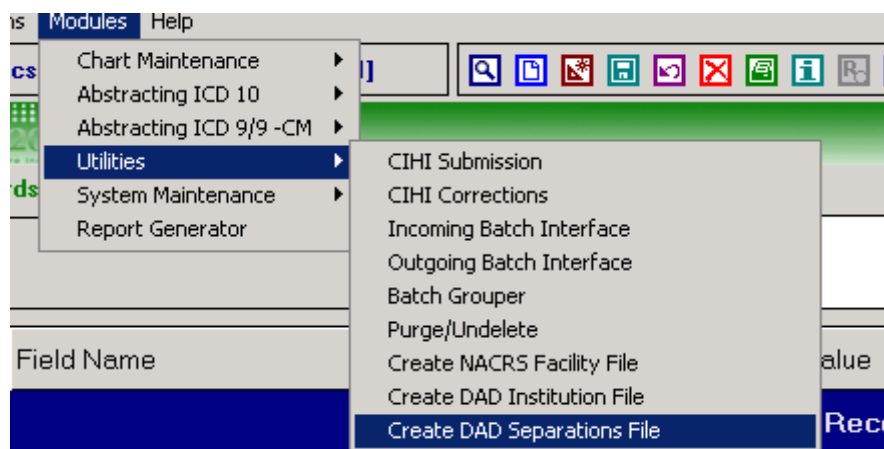 ns Modules Help
cs
Chart Maintenance
Abstracting ICD 10
Abstracting ICD 9/9 -CM
Utilities
ds
System Maintenance
Report Generator
CIHI Submission
CIHI Corrections
Incoming Batch Interface
Outgoing Batch Interface
Batch Grouper
Purge/Undelete
Create NACRS Facility File
Create DAD Institution File
Create DAD Separations File
Field Name
alue
Rec